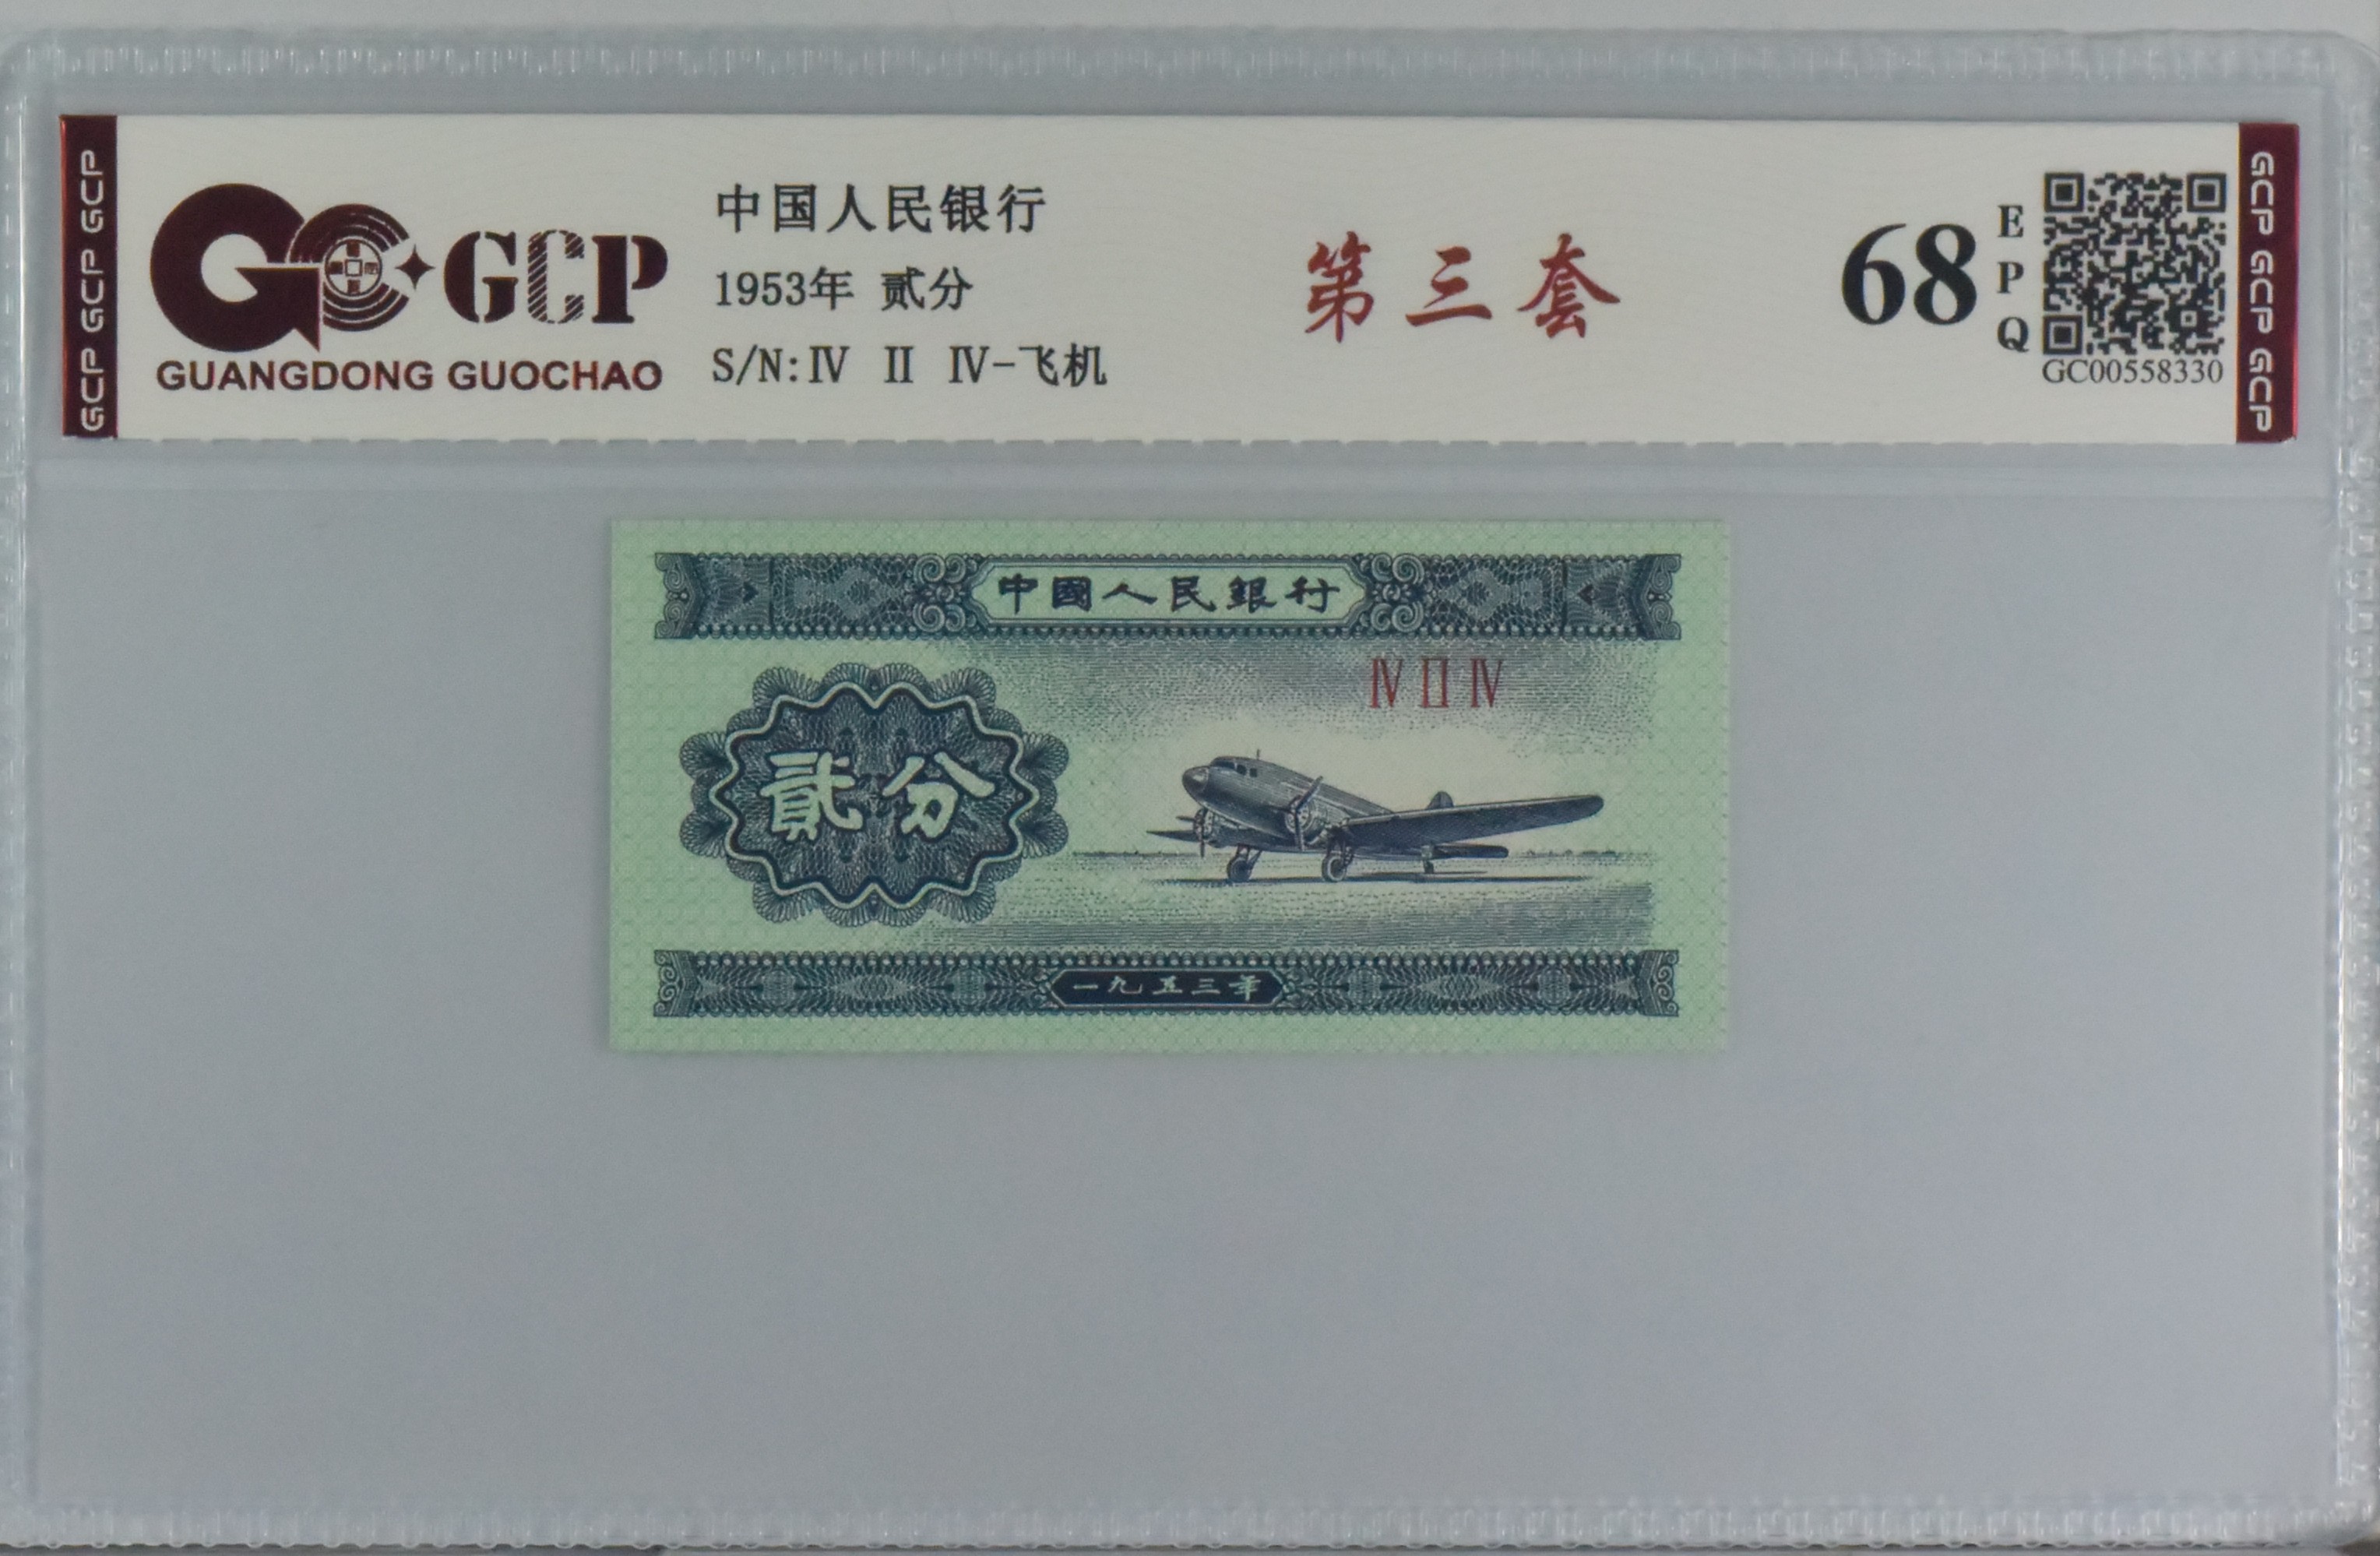 GCP GCP GCP
GCP
GUANGDONG GUOCHAO
中国人民银行
1953年 贰分
S/N:Ⅳ Ⅱ Ⅳ-飞机
第三套
68
E
P
Q
GC00558330
GCP GCP GCP
中國人民銀行
Ⅳ Ⅱ Ⅳ
貳分
一九五三年